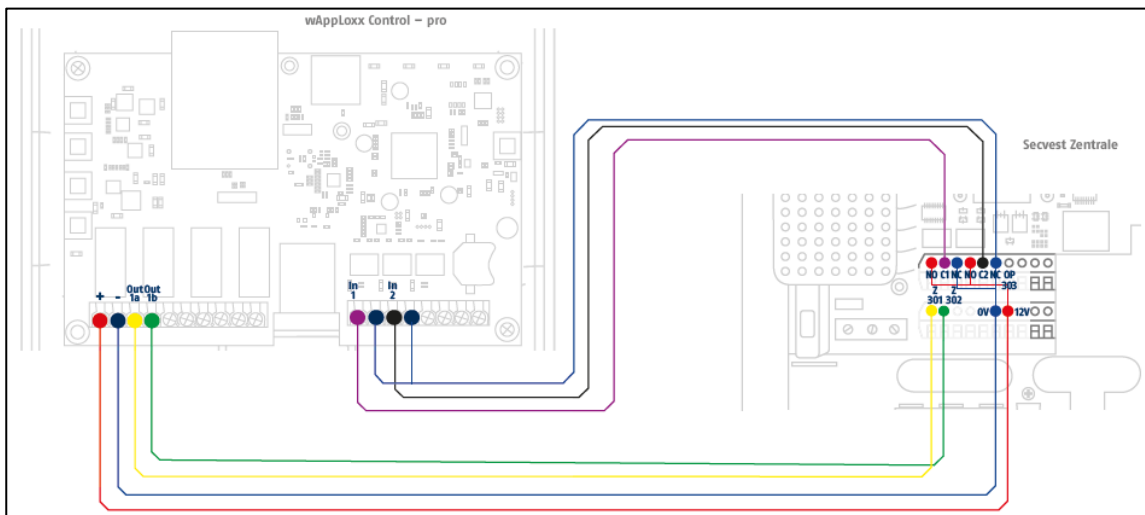 wAppLoxx Control – pro
Secvest Zentrale
+ - Out 1a Out 1b
In 1 In 2
NO C1 NC NO C2 NC OP
Z 301 Z 302 303
0V 12V